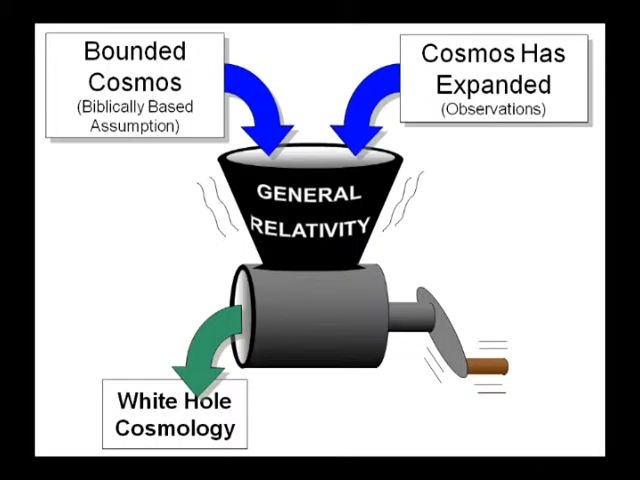 Bounded
Cosmos
(Biblically Based
Assumption)
Cosmos Has
Expanded
(Observations)
GENERAL
RELATIVITY
White Hole
Cosmology